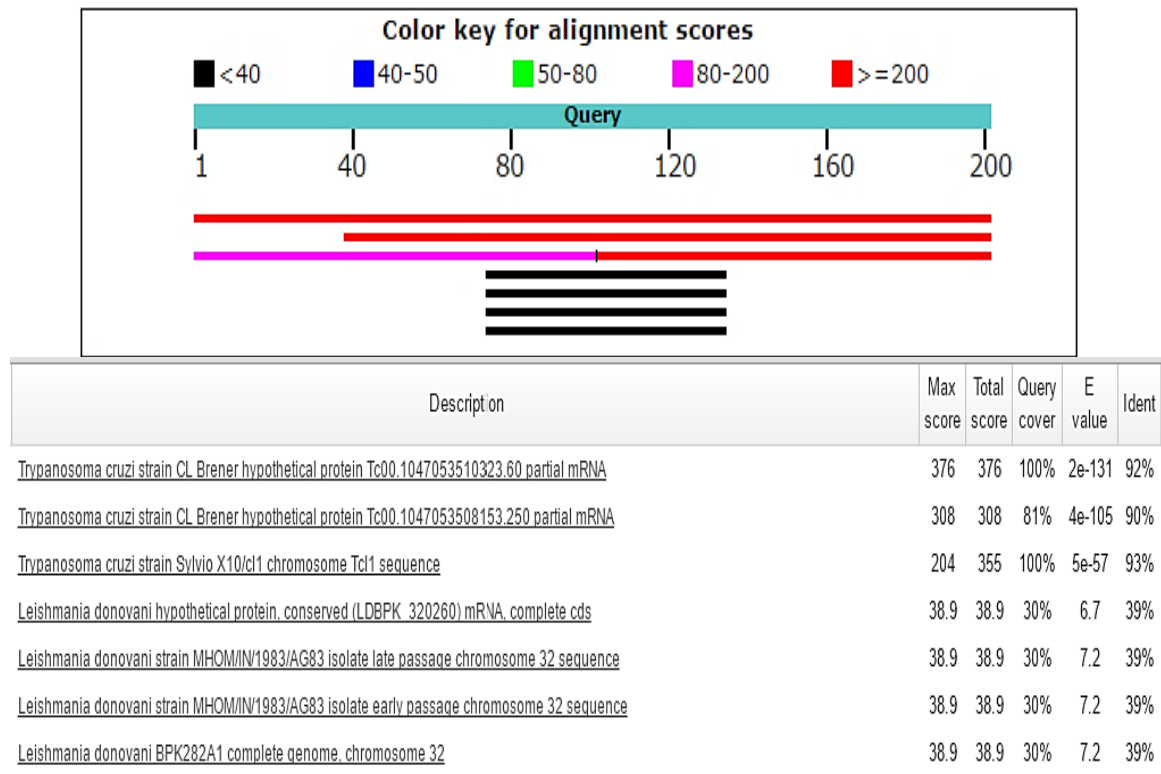 Color key for alignment scores
<40 40-50 50-80 80-200 >=200
Query
1 40 80 120 160 200
Description Max score Total score Query cover E value Ident
Trypanosoma cruzi strain CL Brener hypothetical protein Tc00.1047053510323.60 partial mRNA 376 376 100% 2e-131 92%
Trypanosoma cruzi strain CL Brener hypothetical protein Tc00.1047053508153.250 partial mRNA 308 308 81% 4e-105 90%
Trypanosoma cruzi strain Sylvio X10/cl1 chromosome Tcl1 sequence 204 355 100% 5e-57 93%
Leishmania donovani hypothetical protein, conserved (LDBPK_320260) mRNA, complete cds 38.9 38.9 30% 6.7 39%
Leishmania donovani strain MHOM/IN/1983/AG83 isolate late passage chromosome 32 sequence 38.9 38.9 30% 7.2 39%
Leishmania donovani strain MHOM/IN/1983/AG83 isolate early passage chromosome 32 sequence 38.9 38.9 30% 7.2 39%
Leishmania donovani BPK282A1 complete genome, chromosome 32 38.9 38.9 30% 7.2 39%